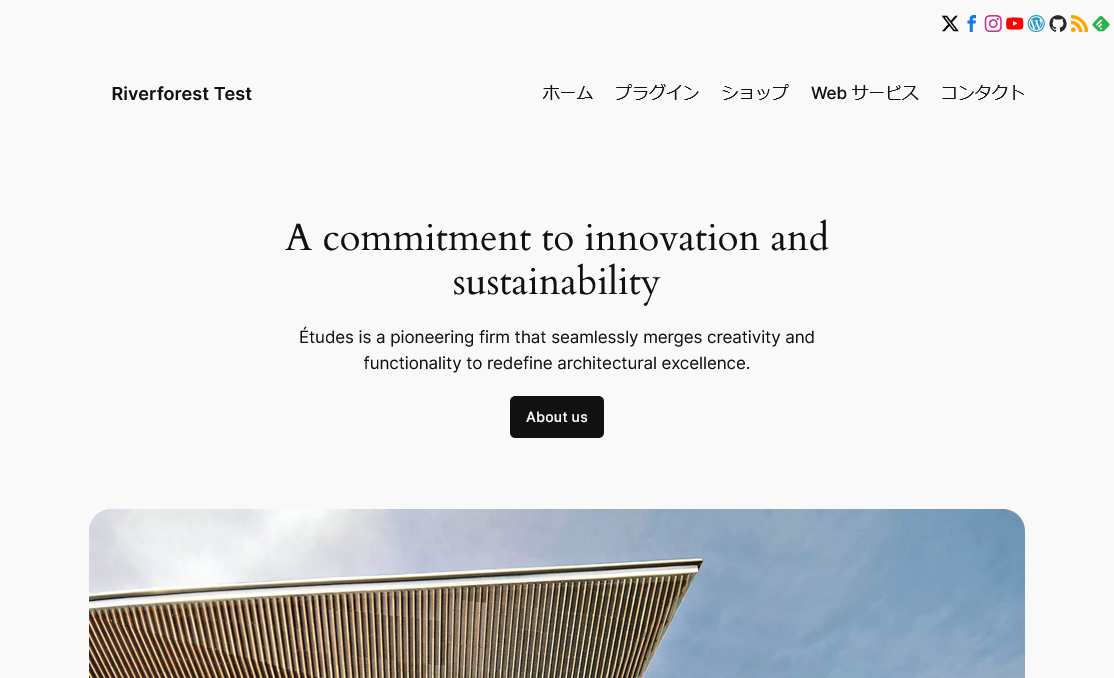 Riverforest Test
ホーム プラグイン ショップ Web サービス コンタクト
A commitment to innovation and
sustainability
Études is a pioneering firm that seamlessly merges creativity and
functionality to redefine architectural excellence.
About us